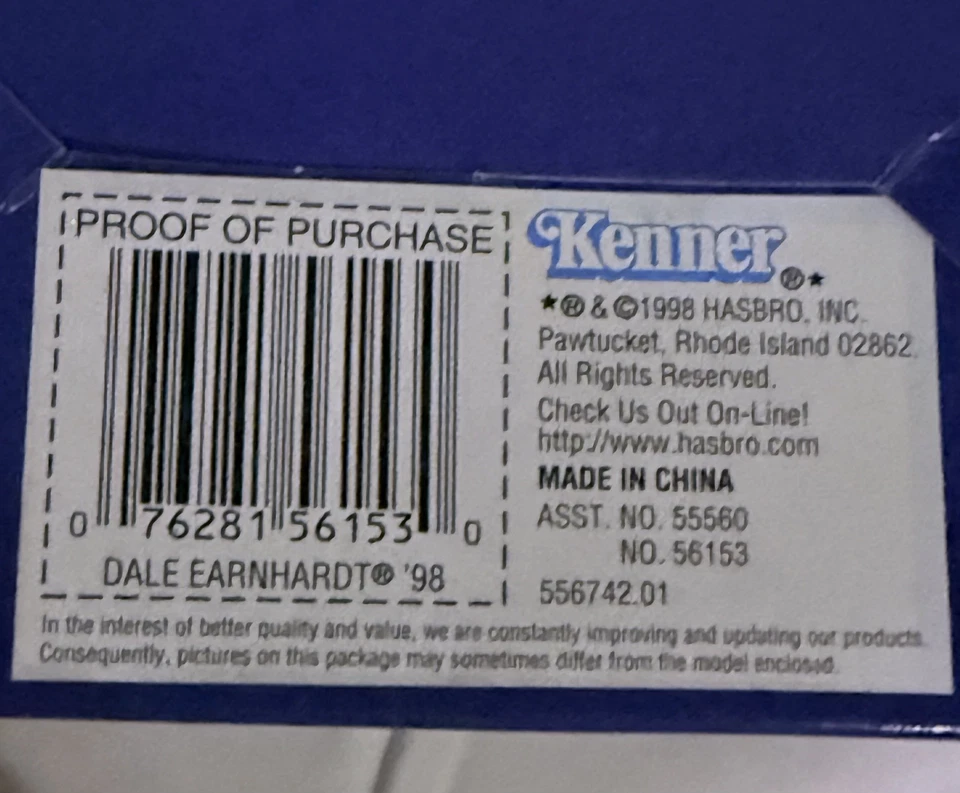 PROOF OF PURCHASE
0 76281 56153 0
DALE EARNHARDT® '98
Kenner®★
★® & ©1998 HASBRO, INC.
Pawtucket, Rhode Island 02862.
All Rights Reserved.
Check Us Out On-Line!
http://www.hasbro.com
MADE IN CHINA
ASST. NO. 55560
NO. 56153
556742.01
In the interest of better quality and value, we are constantly improving and updating our products.
Consequently, pictures on this package may sometimes differ from the model enclosed.